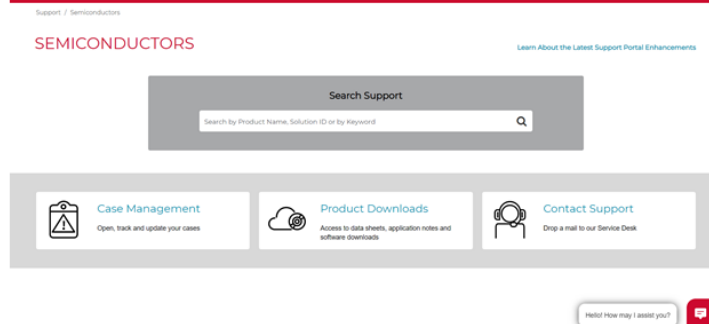 Support / Semiconductors
SEMICONDUCTORS
Learn About the Latest Support Portal Enhancements
Search Support
Search by Product Name, Solution ID or by Keyword
Case Management
Open, track and update your cases
Product Downloads
Access to data sheets, application notes and
software downloads
Contact Support
Drop a mail to our Service Desk
Hello! How may I assist you?